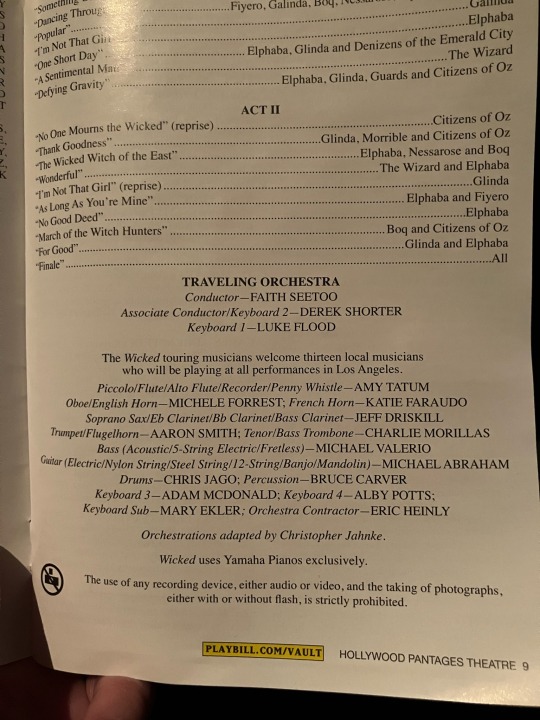 "Something
"Dancing Throug
Fiyero, Galinda, Boq,
"Popular"
Galinda
"I'm Not That Girl
Elphaba
"One Short Day" Elphaba, Glinda and Denizens of the Emerald City
"A Sentimental Man The Wizard
"Defying Gravity" Elphaba, Glinda, Guards and Citizens of Oz
ACT II
"No One Mourns the Wicked" (reprise) ....Citizens of Oz
"Thank Goodness" ....Glinda, Morrible and Citizens of Oz
"The Wicked Witch of the East" ....Elphaba, Nessarose and Boq
"Wonderful" ....The Wizard and Elphaba
"I'm Not That Girl" (reprise) ....Glinda
"As Long As You're Mine" ....Elphaba and Fiyero
"No Good Deed" ....Elphaba
"March of the Witch Hunters" ....Boq and Citizens of Oz
"For Good" ....Glinda and Elphaba
"Finale" ....All
TRAVELING ORCHESTRA
Conductor—FAITH SEETOO
Associate Conductor/Keyboard 2—DEREK SHORTER
Keyboard 1—LUKE FLOOD
The Wicked touring musicians welcome thirteen local musicians
who will be playing at all performances in Los Angeles.
Piccolo/Flute/Alto Flute/Recorder/Penny Whistle—AMY TATUM
Oboe/English Horn—MICHELE FORREST; French Horn—KATIE FARAUDO
Soprano Sax/Eb Clarinet/Bb Clarinet/Bass Clarinet—JEFF DRISKILL
Trumpet/Flugelhorn—AARON SMITH; Tenor/Bass Trombone—CHARLIE MORILLAS
Bass (Acoustic/5-String Electric/Fretless)—MICHAEL VALERIO
Guitar (Electric/Nylon String/Steel String/12-String/Banjo/Mandolin)—MICHAEL ABRAHAM
Drums—CHRIS JAGO; Percussion—BRUCE CARVER
Keyboard 3—ADAM MCDONALD; Keyboard 4—ALBY POTTS;
Keyboard Sub—MARY EKLER; Orchestra Contractor—ERIC HEINLY
Orchestrations adapted by Christopher Jahnke.
Wicked uses Yamaha Pianos exclusively.
The use of any recording device, either audio or video, and the taking of photographs,
either with or without flash, is strictly prohibited.
PLAYBILL.COM/VAULT HOLLYWOOD PANTAGES THEATRE 9